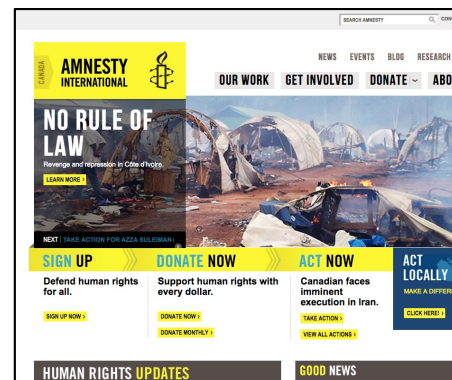 SEARCH AMNESTY
CON
NEWS EVENTS BLOG RESEARCH
CANADA
AMNESTY
INTERNATIONAL
OUR WORK GET INVOLVED DONATE ABO
NO RULE OF
LAW
Revenge and repression in Côte d'Ivoire.
LEARN MORE ›
NEXT | TAKE ACTION FOR AZZA SULEIMAN ›
SIGN UP
Defend human rights
for all.
SIGN UP NOW ›
DONATE NOW
Support human rights with
every dollar.
DONATE NOW ›
DONATE MONTHLY ›
ACT NOW
Canadian faces
imminent
execution in Iran.
TAKE ACTION ›
VIEW ALL ACTIONS ›
ACT
LOCALLY
MAKE A DIFFER
CLICK HERE! ›
HUMAN RIGHTS UPDATES
GOOD NEWS